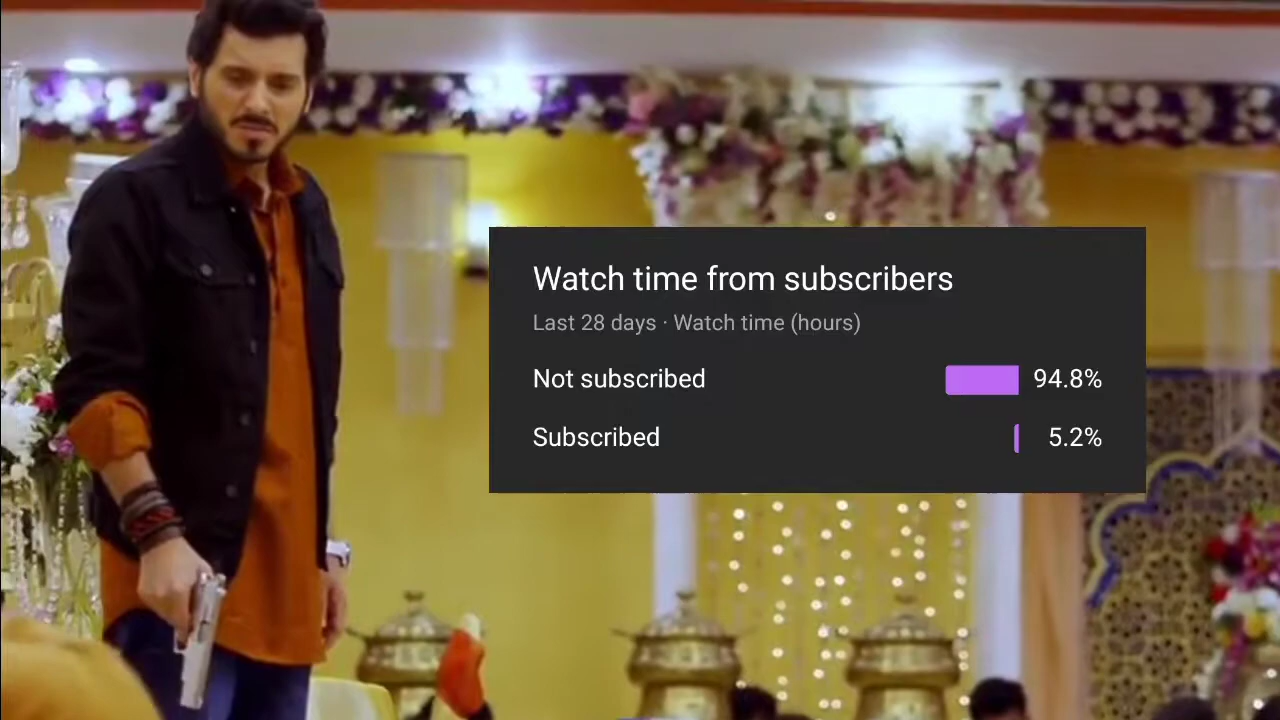 Watch time from subscribers
Last 28 days · Watch time (hours)
Not subscribed 94.8%
Subscribed 5.2%